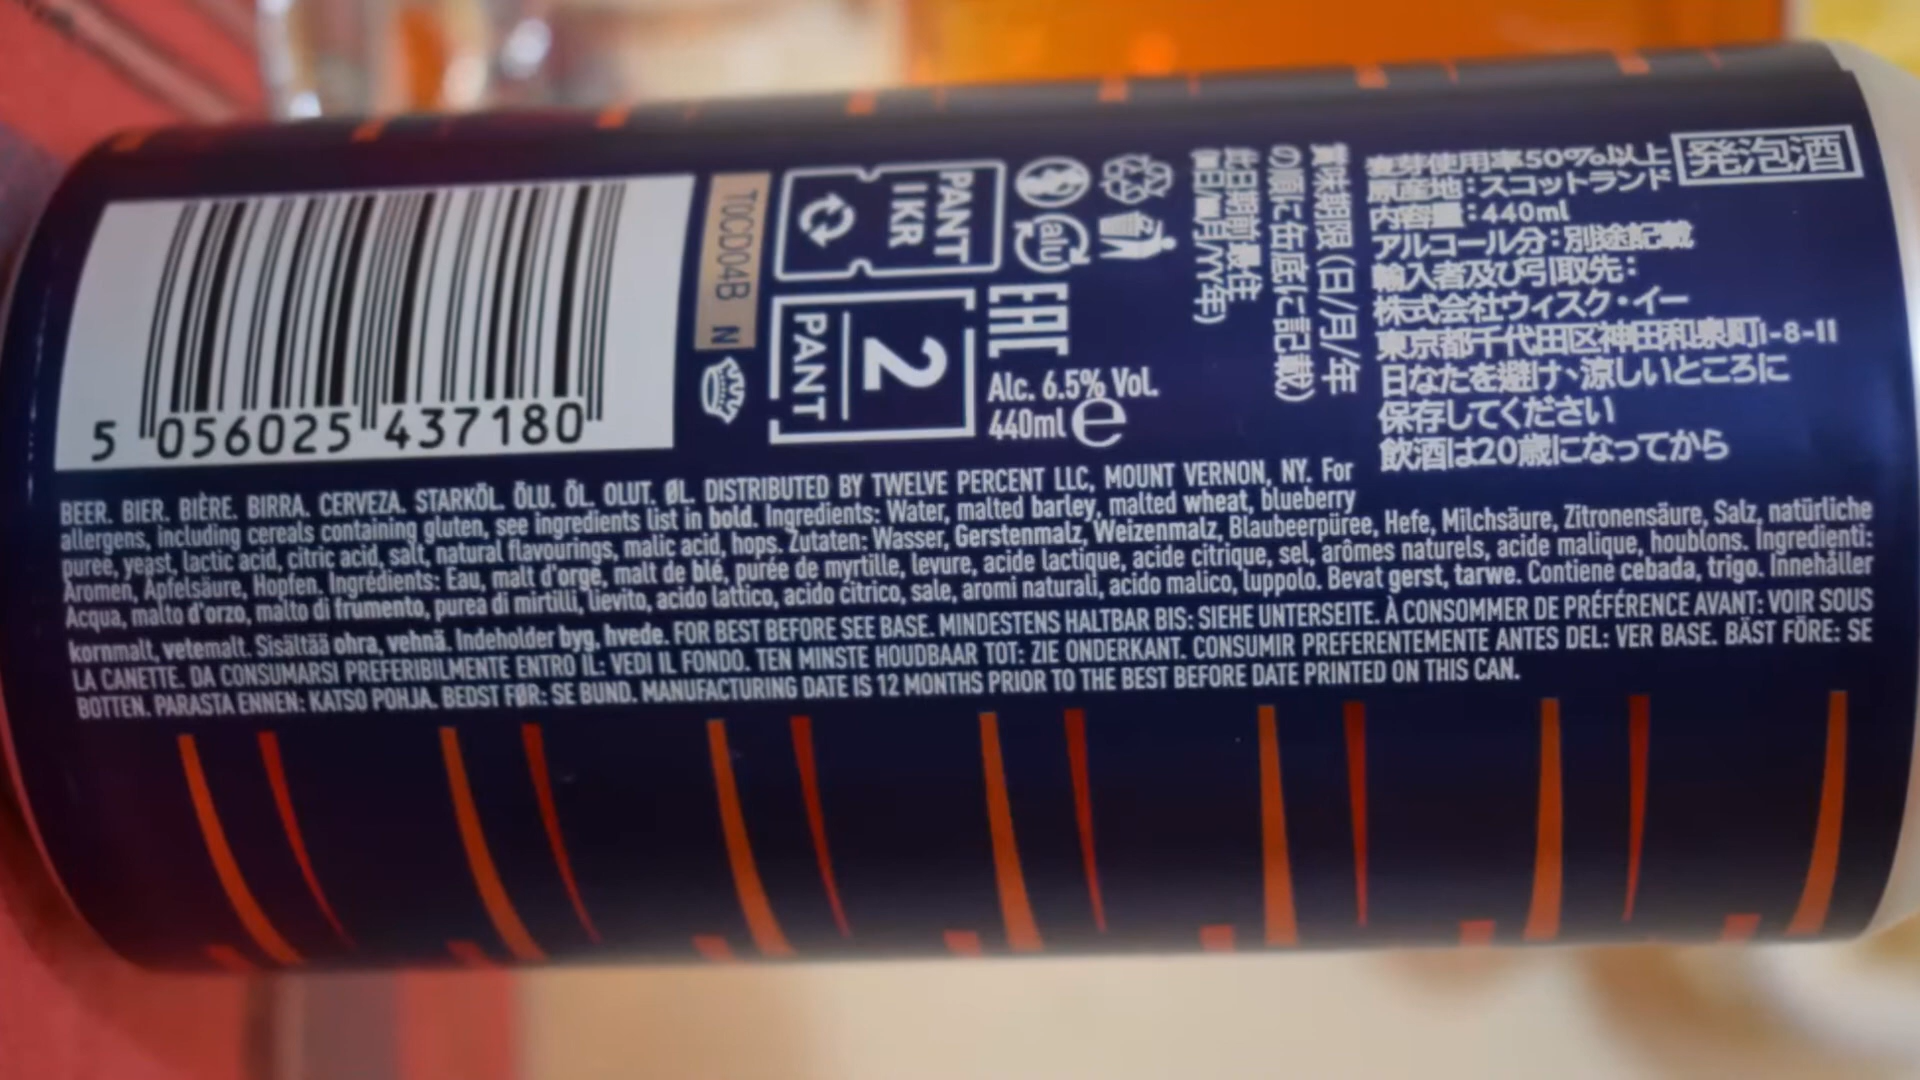 5 056025 437180
TOCD04B N
PANT
1 KR
2
PANT
alu
EAC
Alc. 6.5% Vol.
440ml e
賞味期限(日/月/年
の順に缶底に記載)
此日期前最佳
(日日/月月/年年)
発泡酒
麦芽使用率50%以上
原産地:スコットランド
内容量:440ml
アルコール分:別途記載
輸入者及び引取先:
株式会社ウィスク・イー
東京都千代田区神田和泉町1-8-11
日なたを避け、涼しいところに
保存してください
飲酒は20歳になってから
BEER. BIER. BIÈRE. BIRRA. CERVEZA. STARKÖL. ÕLU. ÖL. OLUT. ØL. DISTRIBUTED BY TWELVE PERCENT LLC, MOUNT VERNON, NY. For
allergens, including cereals containing gluten, see ingredients list in bold. Ingredients: Water, malted barley, malted wheat, blueberry
puree, yeast, lactic acid, citric acid, salt, natural flavourings, malic acid, hops. Zutaten: Wasser, Gerstenmalz, Weizenmalz, Blaubeerpüree, Hefe, Milchsäure, Zitronensäure, Salz, natürliche
Aromen, Apfelsäure, Hopfen. Ingrédients: Eau, malt d'orge, malt de blé, purée de myrtille, levure, acide lactique, acide citrique, sel, arômes naturels, acide malique, houblons. Ingredienti:
Acqua, malto d'orzo, malto di frumento, purea di mirtilli, lievito, acido lattico, acido citrico, sale, aromi naturali, acido malico, luppolo. Bevat gerst, tarwe. Contiene cebada, trigo. Innehåller
kornmalt, vetemalt. Sisältää ohra, vehnä. Indeholder byg, hvede. FOR BEST BEFORE SEE BASE. MINDESTENS HALTBAR BIS: SIEHE UNTERSEITE. À CONSOMMER DE PRÉFÉRENCE AVANT: VOIR SOUS
LA CANETTE. DA CONSUMARSI PREFERIBILMENTE ENTRO IL: VEDI IL FONDO. TEN MINSTE HOUDBAAR TOT: ZIE ONDERKANT. CONSUMIR PREFERENTEMENTE ANTES DEL: VER BASE. BÄST FÖRE: SE
BOTTEN. PARASTA ENNEN: KATSO POHJA. BEDST FØR: SE BUND. MANUFACTURING DATE IS 12 MONTHS PRIOR TO THE BEST BEFORE DATE PRINTED ON THIS CAN.